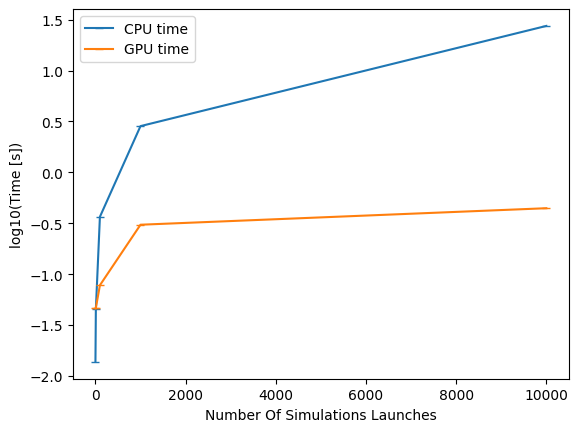 CPU time
GPU time
1.5
1.0
0.5
0.0
−0.5
−1.0
−1.5
−2.0
log10(Time [s])
0 2000 4000 6000 8000 10000
Number Of Simulations Launches